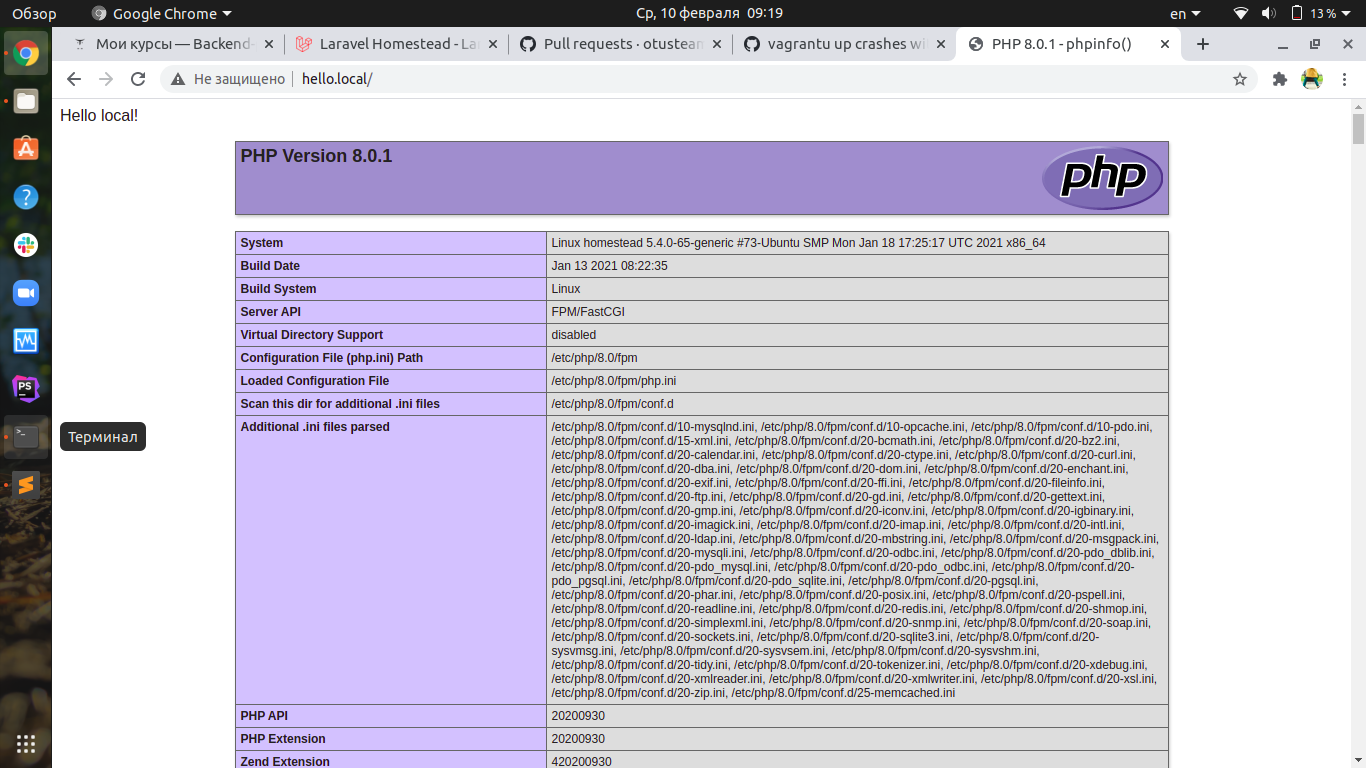 Обзор
Google Chrome
Ср, 10 февраля 09:19
en
13 %
Мои курсы — Backend-
Laravel Homestead - La
Pull requests · otusteam
vagrantu up crashes wi
PHP 8.0.1 - phpinfo()
Не защищено
hello.local/
Hello local!
PHP Version 8.0.1
php
System Linux homestead 5.4.0-65-generic #73-Ubuntu SMP Mon Jan 18 17:25:17 UTC 2021 x86_64
Build Date Jan 13 2021 08:22:35
Build System Linux
Server API FPM/FastCGI
Virtual Directory Support disabled
Configuration File (php.ini) Path /etc/php/8.0/fpm
Loaded Configuration File /etc/php/8.0/fpm/php.ini
Scan this dir for additional .ini files /etc/php/8.0/fpm/conf.d
Additional .ini files parsed /etc/php/8.0/fpm/conf.d/10-mysqlnd.ini, /etc/php/8.0/fpm/conf.d/10-opcache.ini, /etc/php/8.0/fpm/conf.d/10-pdo.ini,
/etc/php/8.0/fpm/conf.d/15-xml.ini, /etc/php/8.0/fpm/conf.d/20-bcmath.ini, /etc/php/8.0/fpm/conf.d/20-bz2.ini,
/etc/php/8.0/fpm/conf.d/20-calendar.ini, /etc/php/8.0/fpm/conf.d/20-ctype.ini, /etc/php/8.0/fpm/conf.d/20-curl.ini,
/etc/php/8.0/fpm/conf.d/20-dba.ini, /etc/php/8.0/fpm/conf.d/20-dom.ini, /etc/php/8.0/fpm/conf.d/20-enchant.ini,
/etc/php/8.0/fpm/conf.d/20-exif.ini, /etc/php/8.0/fpm/conf.d/20-ffi.ini, /etc/php/8.0/fpm/conf.d/20-fileinfo.ini,
/etc/php/8.0/fpm/conf.d/20-ftp.ini, /etc/php/8.0/fpm/conf.d/20-gd.ini, /etc/php/8.0/fpm/conf.d/20-gettext.ini,
/etc/php/8.0/fpm/conf.d/20-gmp.ini, /etc/php/8.0/fpm/conf.d/20-iconv.ini, /etc/php/8.0/fpm/conf.d/20-igbinary.ini,
/etc/php/8.0/fpm/conf.d/20-imagick.ini, /etc/php/8.0/fpm/conf.d/20-imap.ini, /etc/php/8.0/fpm/conf.d/20-intl.ini,
/etc/php/8.0/fpm/conf.d/20-ldap.ini, /etc/php/8.0/fpm/conf.d/20-mbstring.ini, /etc/php/8.0/fpm/conf.d/20-msgpack.ini,
/etc/php/8.0/fpm/conf.d/20-mysqli.ini, /etc/php/8.0/fpm/conf.d/20-odbc.ini, /etc/php/8.0/fpm/conf.d/20-pdo_dblib.ini,
/etc/php/8.0/fpm/conf.d/20-pdo_mysql.ini, /etc/php/8.0/fpm/conf.d/20-pdo_odbc.ini, /etc/php/8.0/fpm/conf.d/20-
pdo_pgsql.ini, /etc/php/8.0/fpm/conf.d/20-pdo_sqlite.ini, /etc/php/8.0/fpm/conf.d/20-pgsql.ini,
/etc/php/8.0/fpm/conf.d/20-phar.ini, /etc/php/8.0/fpm/conf.d/20-posix.ini, /etc/php/8.0/fpm/conf.d/20-pspell.ini,
/etc/php/8.0/fpm/conf.d/20-readline.ini, /etc/php/8.0/fpm/conf.d/20-redis.ini, /etc/php/8.0/fpm/conf.d/20-shmop.ini,
/etc/php/8.0/fpm/conf.d/20-simplexml.ini, /etc/php/8.0/fpm/conf.d/20-snmp.ini, /etc/php/8.0/fpm/conf.d/20-soap.ini,
/etc/php/8.0/fpm/conf.d/20-sockets.ini, /etc/php/8.0/fpm/conf.d/20-sqlite3.ini, /etc/php/8.0/fpm/conf.d/20-
sysvmsg.ini, /etc/php/8.0/fpm/conf.d/20-sysvsem.ini, /etc/php/8.0/fpm/conf.d/20-sysvshm.ini,
/etc/php/8.0/fpm/conf.d/20-tidy.ini, /etc/php/8.0/fpm/conf.d/20-tokenizer.ini, /etc/php/8.0/fpm/conf.d/20-xdebug.ini,
/etc/php/8.0/fpm/conf.d/20-xmlreader.ini, /etc/php/8.0/fpm/conf.d/20-xmlwriter.ini, /etc/php/8.0/fpm/conf.d/20-xsl.ini,
/etc/php/8.0/fpm/conf.d/20-zip.ini, /etc/php/8.0/fpm/conf.d/25-memcached.ini
PHP API 20200930
PHP Extension 20200930
Zend Extension 420200930
PS
Терминал